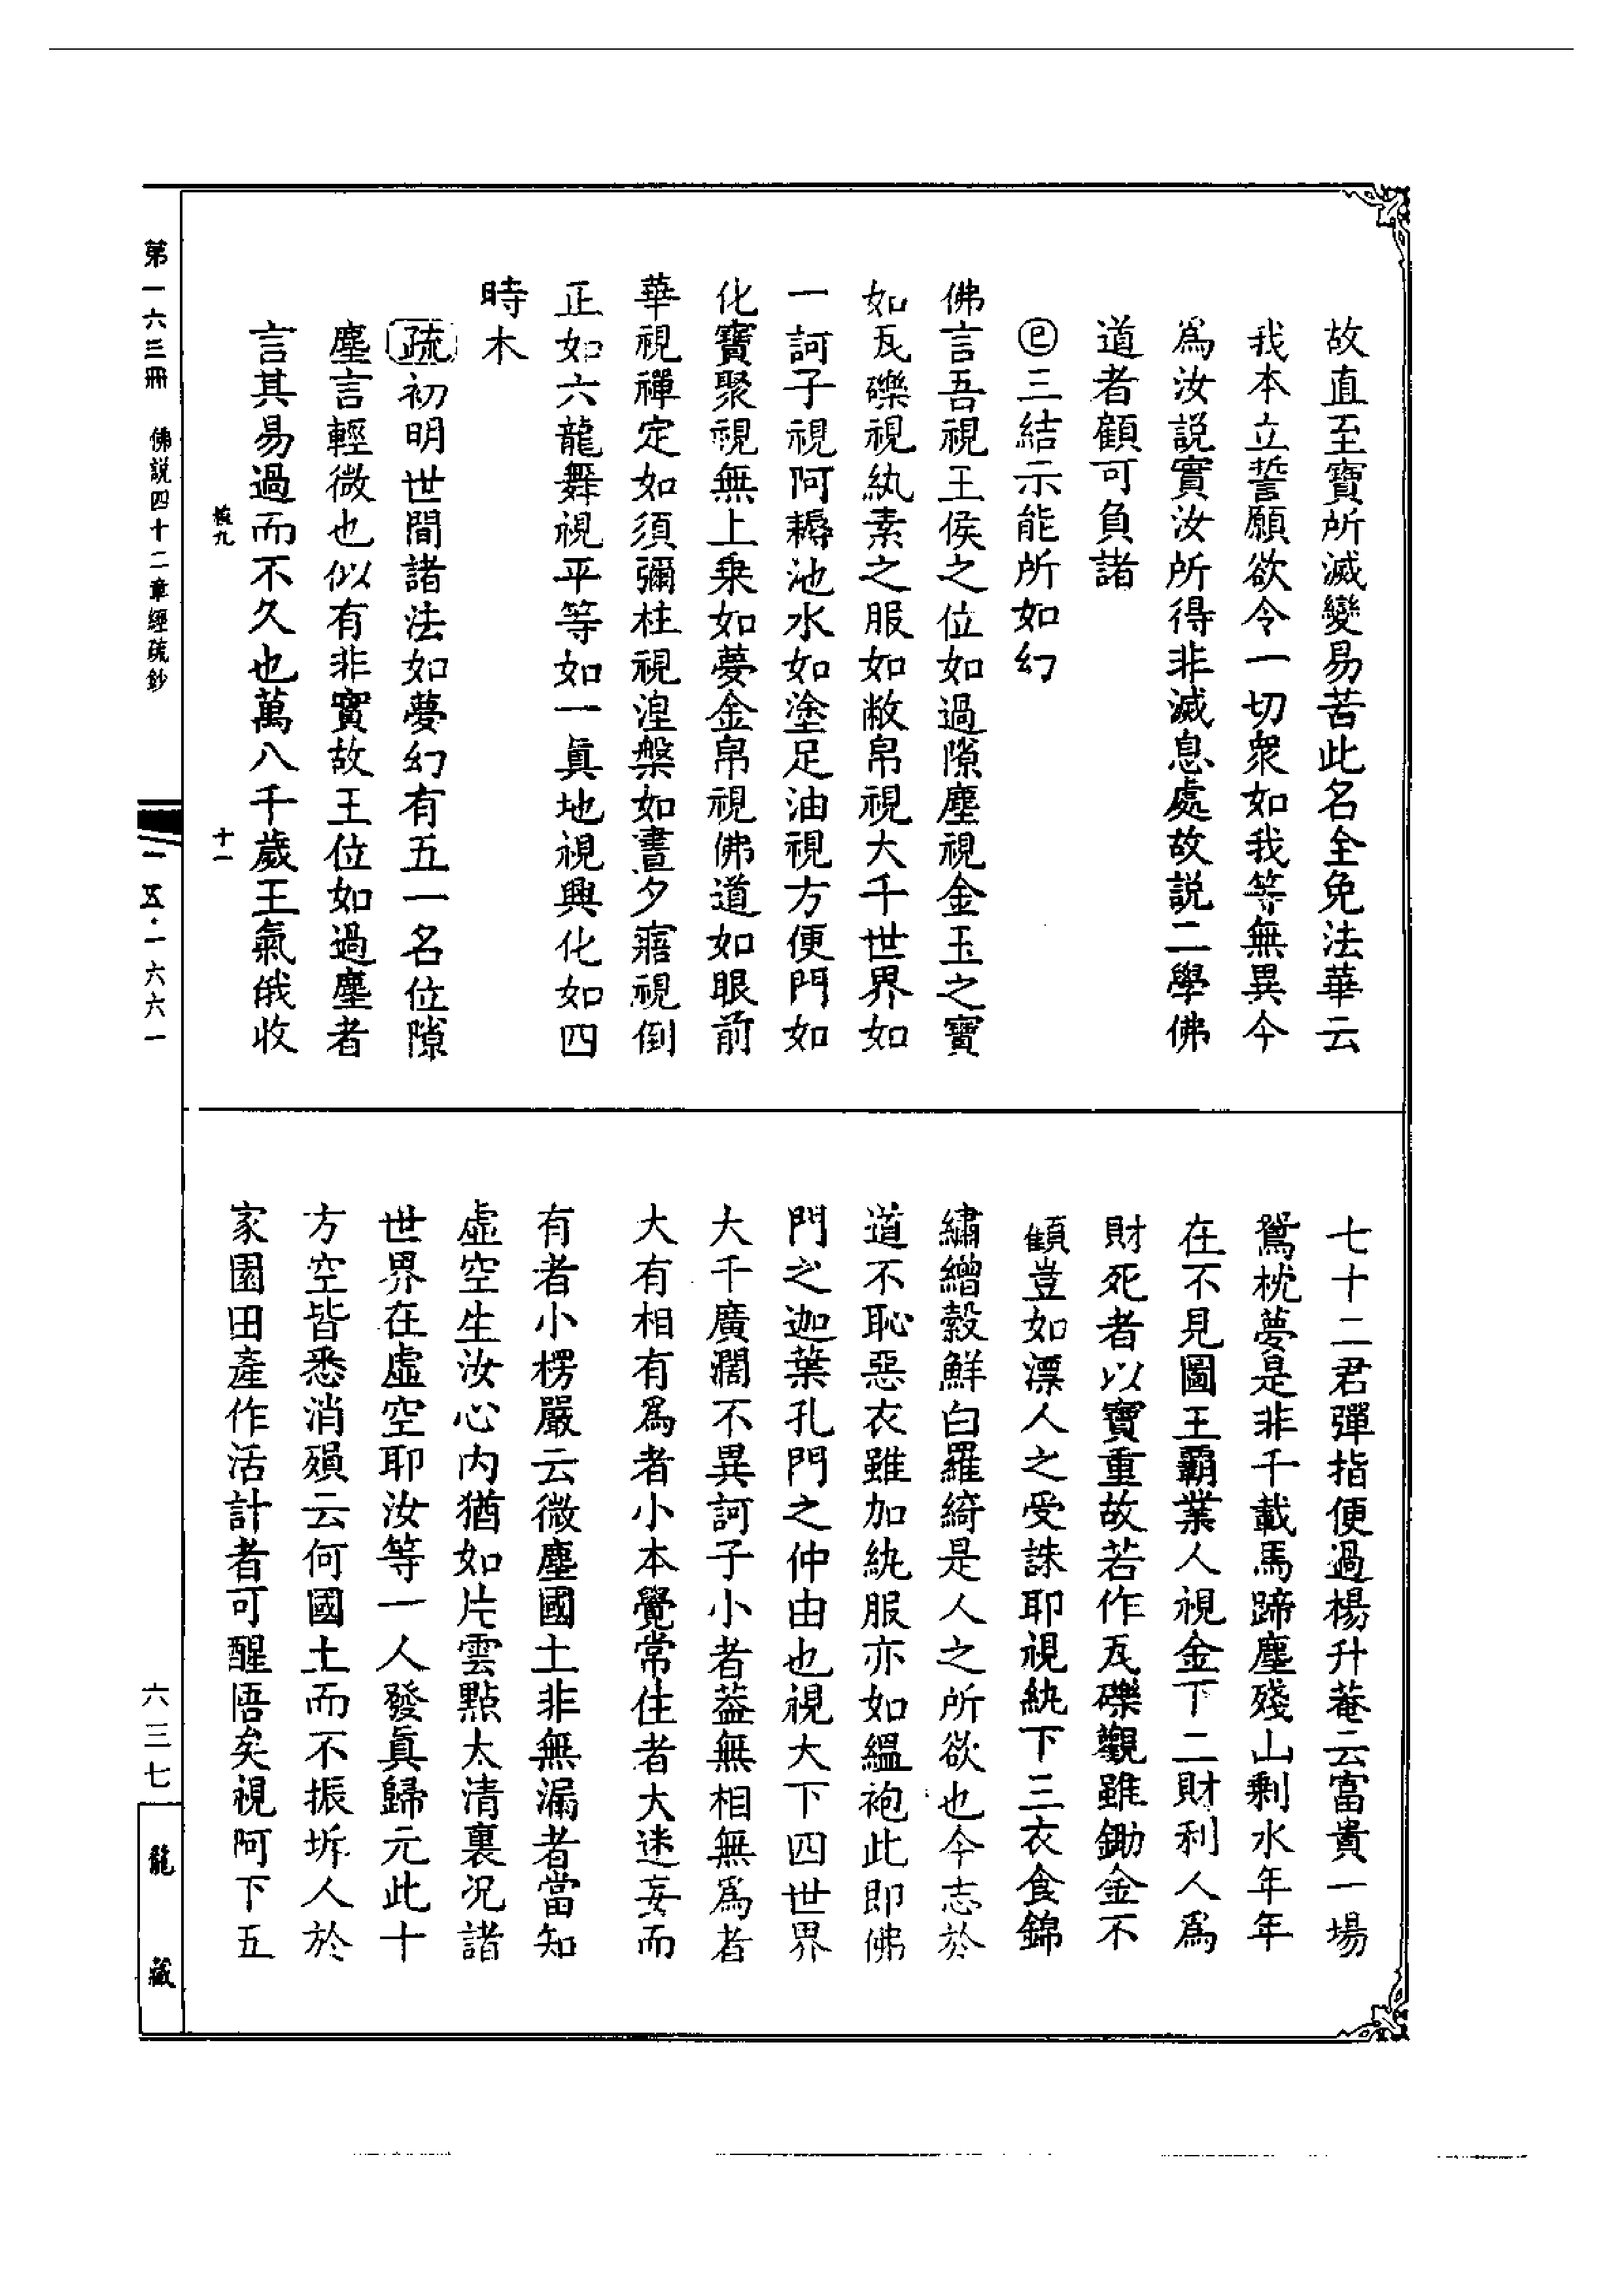 故直至寶所滅變易苦此名全免法華云
我本立誓願欲令一切衆如我等無異今
爲汝説實汝所得非滅息處故説二學佛
道者顧可負諸
㊁三結示能所如幻
佛言吾視王侯之位如過隙塵視金玉之寶
如瓦礫視紈素之服如敝帛視大千世界如
一訶子視阿耨池水如塗足油視方便門如
化寶聚視無上乗如夢金帛視佛道如眼前
華視禪定如須彌柱視湼槃如晝夕寤視倒
正如六龍舞視平等如一眞地視興化如四
時木
疏初明世間諸法如夢幻有五一名位隙
塵言輕微也似有非實故王位如過塵者
言其易過而不久也萬八千歲王氣俄收
十一
七十二君彈指便過楊升菴云富貴一場
鴛枕夢是非千載馬蹄塵殘山剩水年年
在不見圖王霸業人視金下二財利人爲
財死者以寶重故若作瓦礫觀雖鋤金不
顧豈如漂人之受誅耶視紈下三衣食錦
繡繒縠鮮白羅綺是人之所欲也今志於
道不恥惡衣雖加紈服亦如緼袍此即佛
門之迦葉孔門之仲由也視大下四世界
大千廣濶不異訶子小者葢無相無爲者
大有相有爲者小本覺常住者大迷妄而
有者小楞嚴云微塵國土非無漏者當知
虛空生汝心內猶如片雲點太清裏况諸
世界在虛空耶汝等一人發眞歸元此十
方空皆悉消殞云何國土而不振坼人於
家園田產作活計者可醒悟矣視阿下五
第一六三冊 佛説四十二章經疏鈔
一五·一六六一
六三七
龍藏